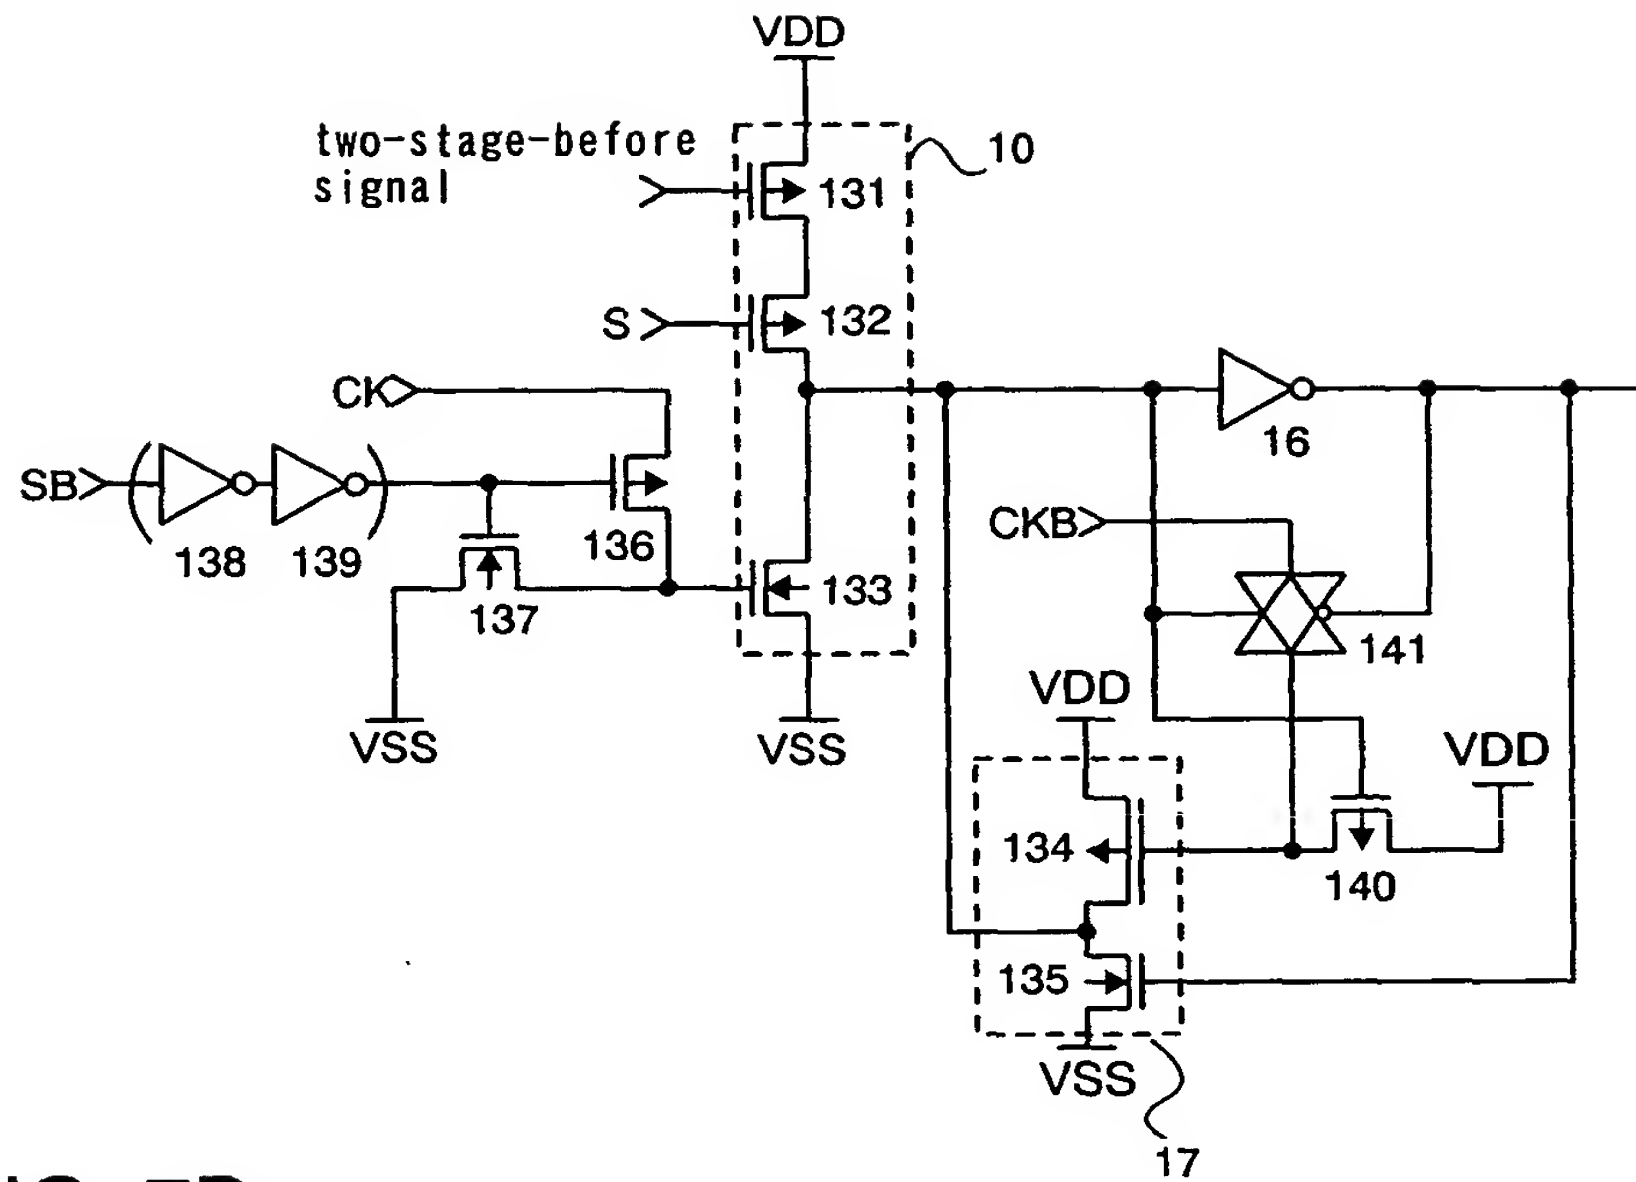 VDD
two-stage-before
signal
10
131
S
132
CK
16
SB
CKB
138
139
136
133
137
141
VDD
VSS
VSS
VDD
134
140
135
VSS
17